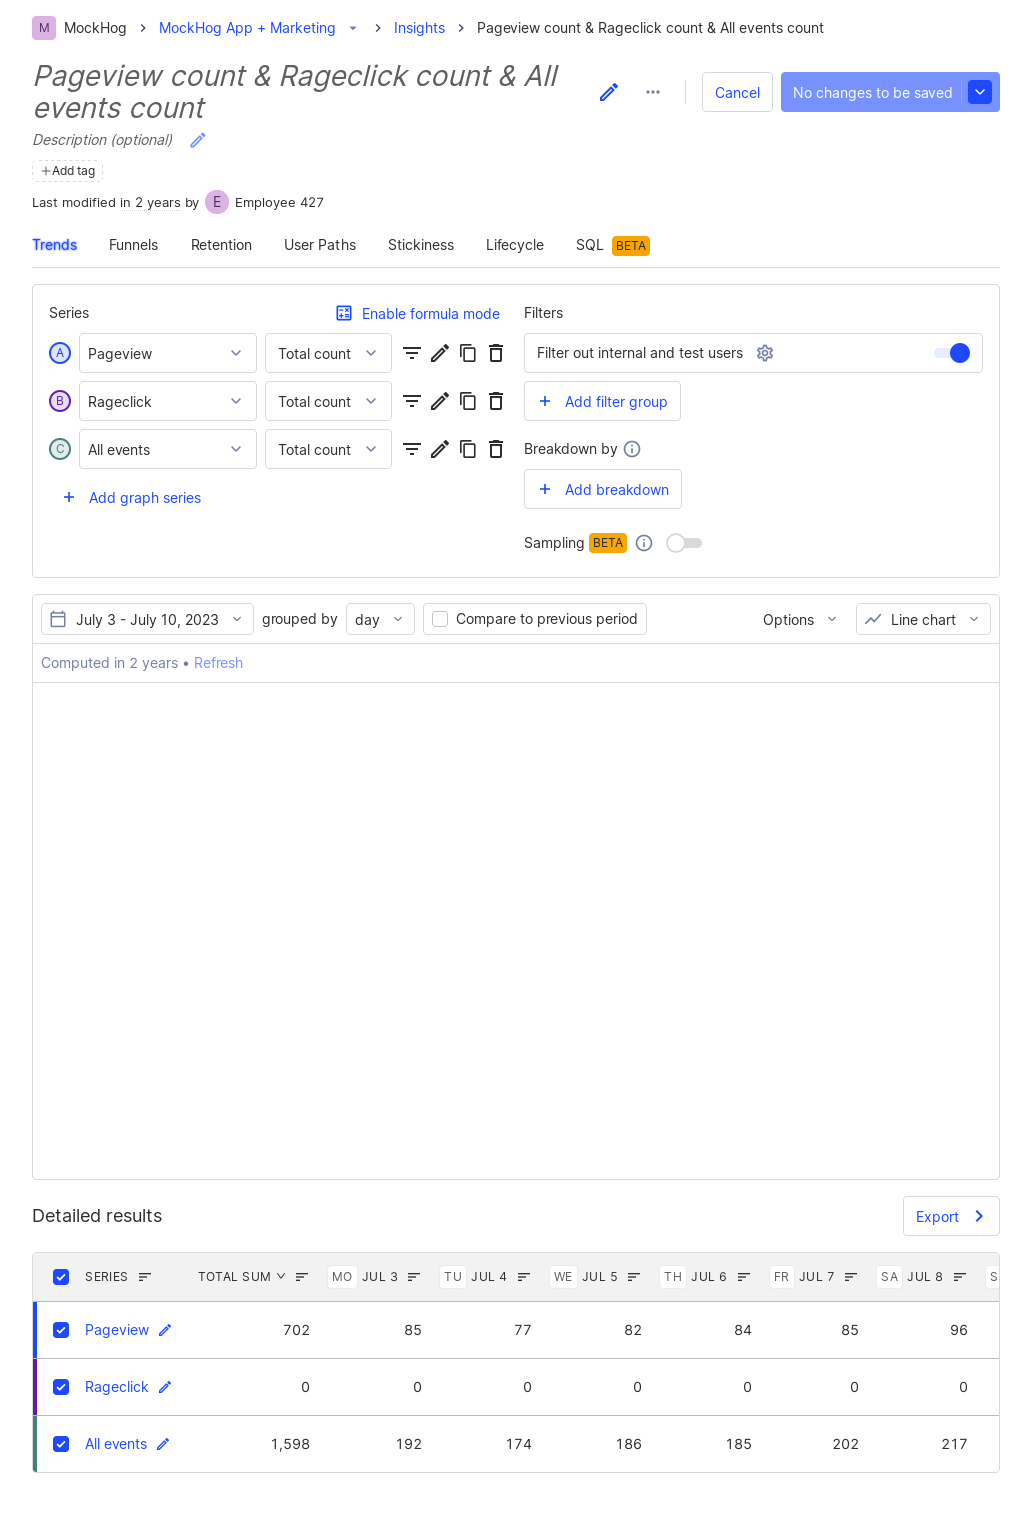 M MockHog MockHog App + Marketing Insights Pageview count & Rageclick count & All events count
Pageview count & Rageclick count & All
events count
Cancel No changes to be saved
Description (optional)
Add tag
Last modified in 2 years by E Employee 427
Trends Funnels Retention User Paths Stickiness Lifecycle SQL BETA
Series Enable formula mode
A Pageview Total count
B Rageclick Total count
C All events Total count
Add graph series
Filters
Filter out internal and test users
Add filter group
Breakdown by
Add breakdown
Sampling BETA
July 3 - July 10, 2023 grouped by day Compare to previous period Options Line chart
Computed in 2 years • Refresh
Detailed results Export
SERIES TOTAL SUM MO JUL 3 TU JUL 4 WE JUL 5 TH JUL 6 FR JUL 7 SA JUL 8 S
Pageview 702 85 77 82 84 85 96
Rageclick 0 0 0 0 0 0 0
All events 1,598 192 174 186 185 202 217